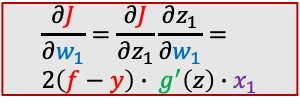 ∂J/∂w₁ = ∂J/∂z₁ ∂z₁/∂w₁ =
2(f − y) · g′(z) · x₁